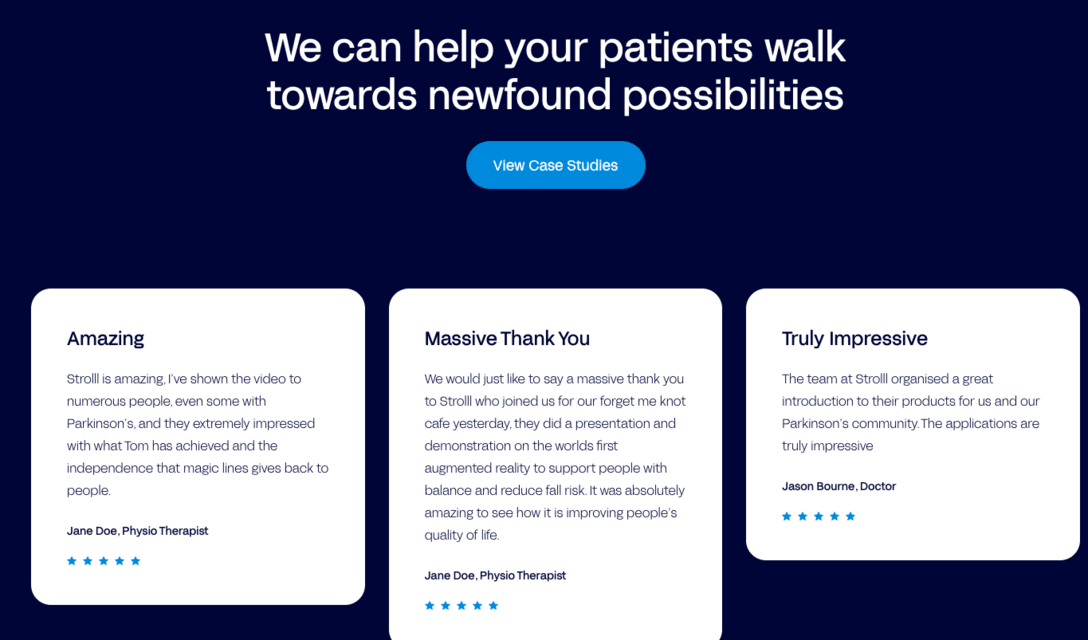 We can help your patients walk
towards newfound possibilities
View Case Studies
Amazing
Strolll is amazing, I've shown the video to
numerous people, even some with
Parkinson's, and they extremely impressed
with what Tom has achieved and the
independence that magic lines gives back to
people.
Jane Doe, Physio Therapist
Massive Thank You
We would just like to say a massive thank you
to Strolll who joined us for our forget me knot
cafe yesterday, they did a presentation and
demonstration on the worlds first
augmented reality to support people with
balance and reduce fall risk. It was absolutely
amazing to see how it is improving people's
quality of life.
Jane Doe, Physio Therapist
Truly Impressive
The team at Strolll organised a great
introduction to their products for us and our
Parkinson's community. The applications are
truly impressive
Jason Bourne, Doctor